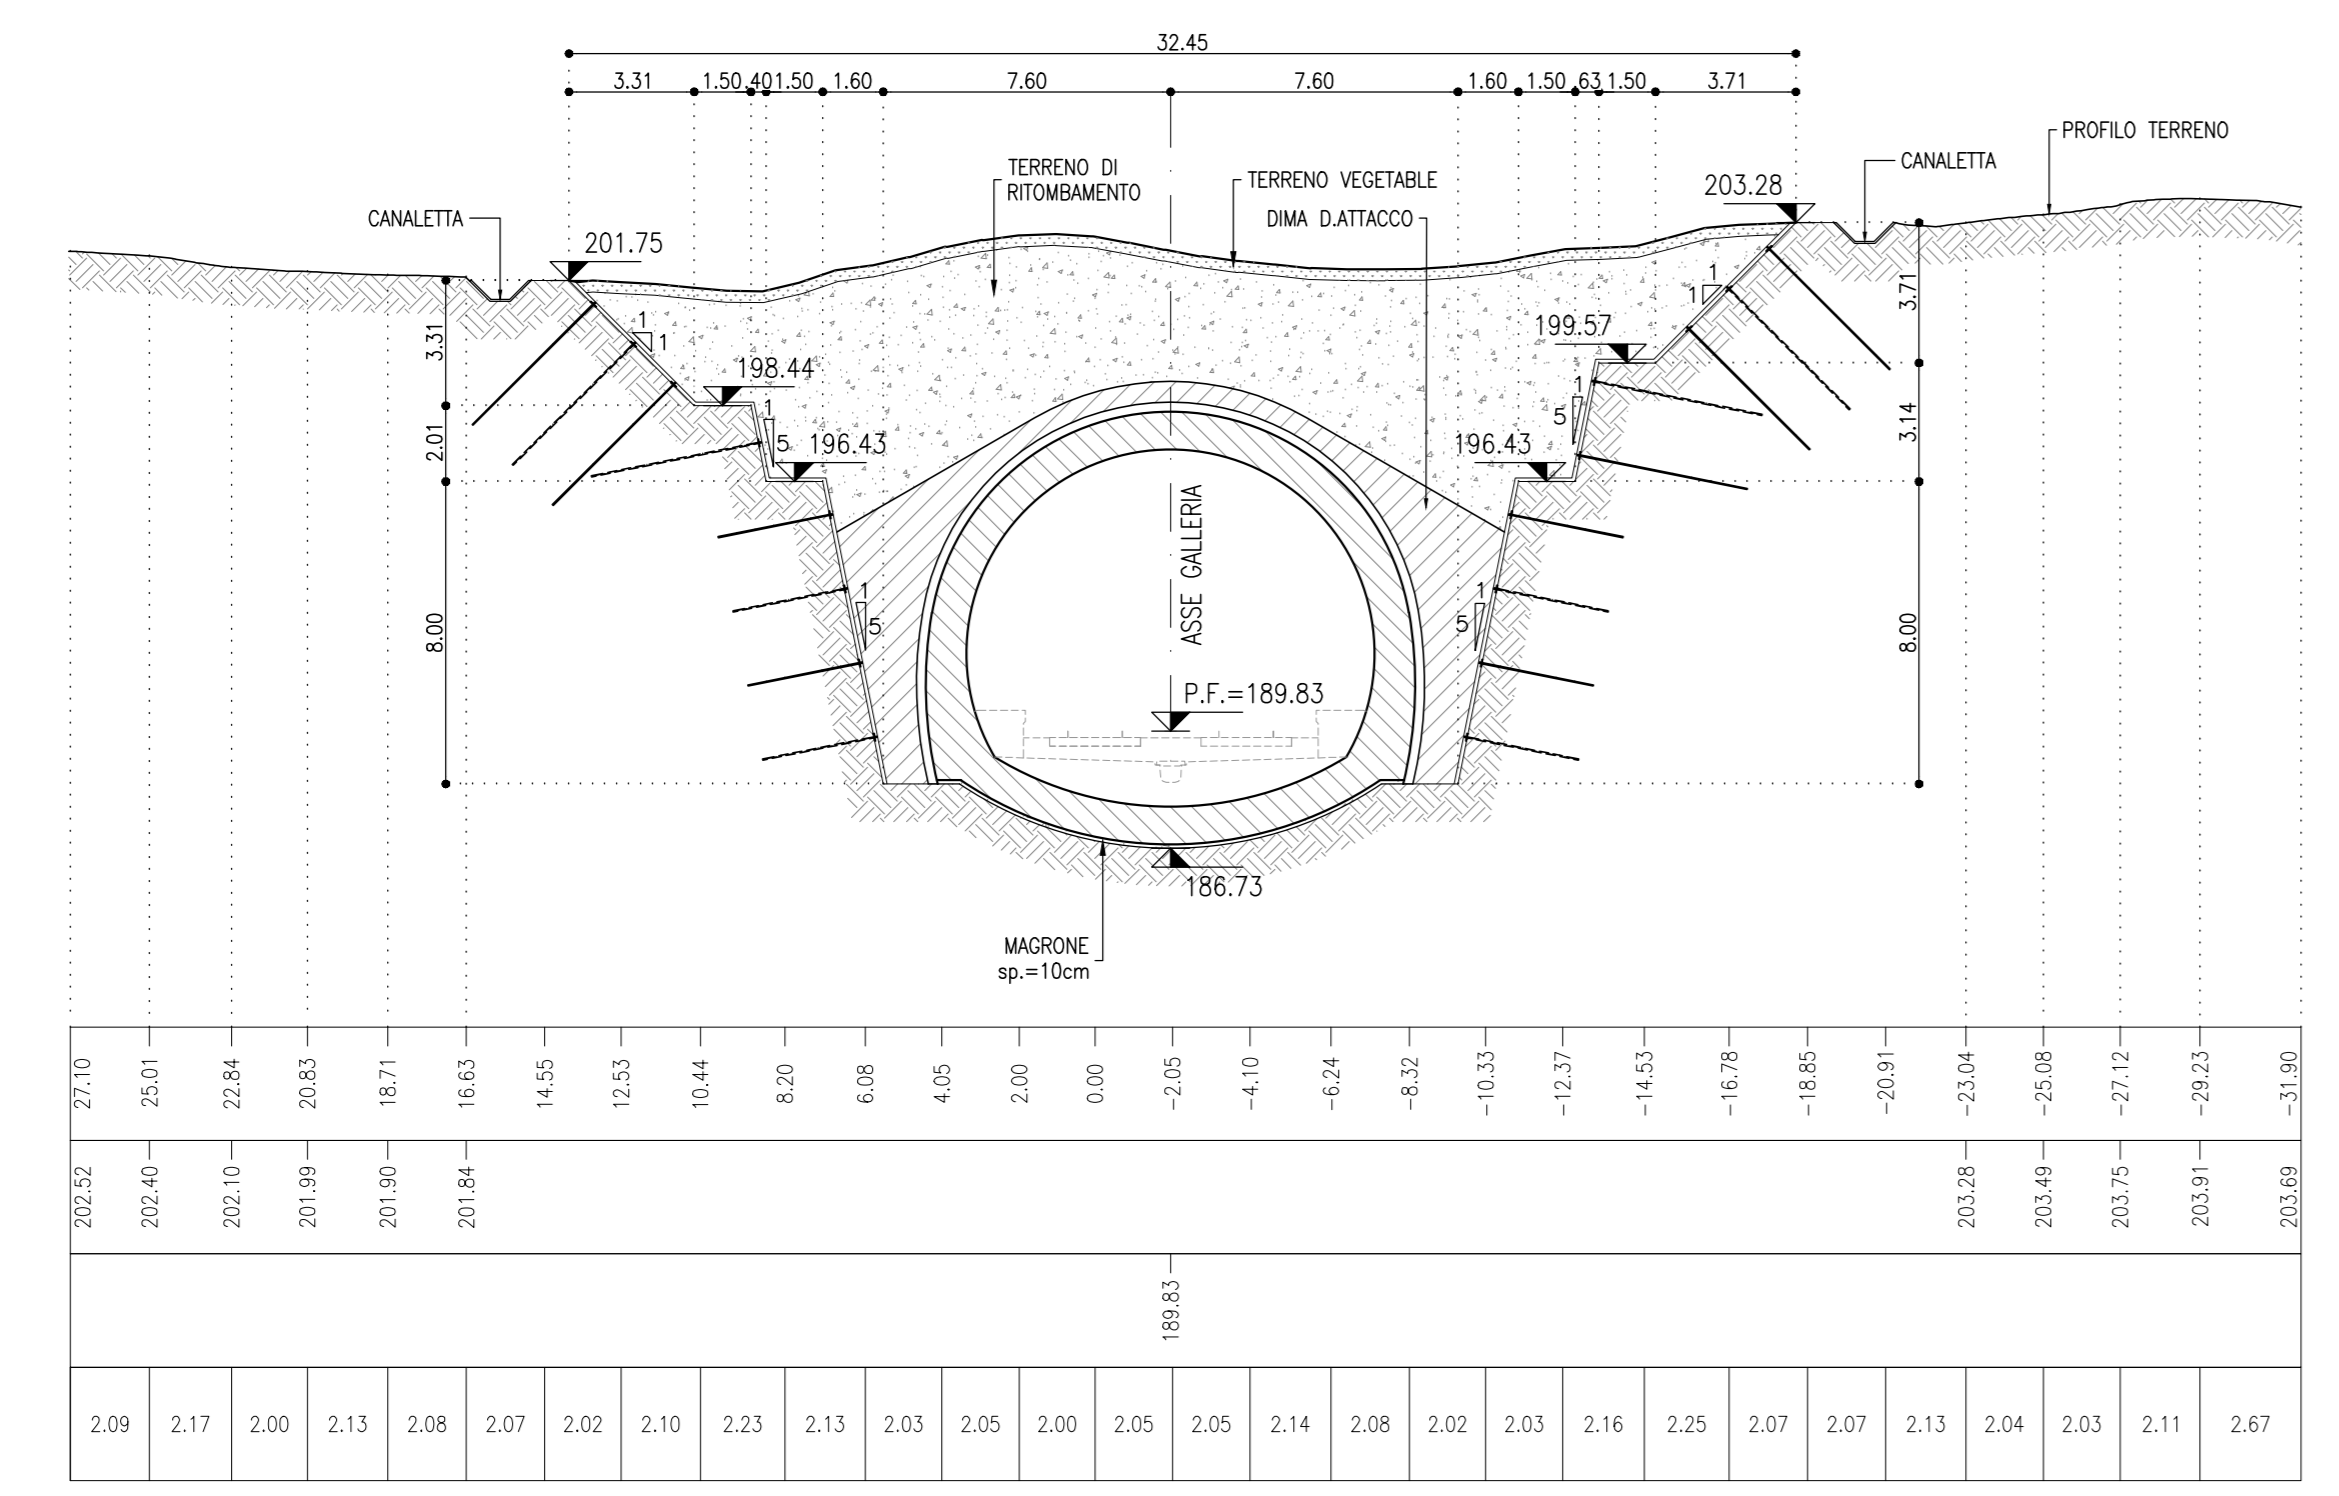 32.45
3.31 1.50 .40 1.50 1.60 7.60 7.60 1.60 1.50 .63 1.50 3.71
PROFILO TERRENO
CANALETTA
TERRENO DI
RITOMBAMENTO
TERRENO VEGETABLE
DIMA D.ATTACCO
203.28
CANALETTA
201.75
1
1
3.71
3.31
1
1
199.57
198.44
1
5
1
5
3.14
2.01
196.43
196.43
ASSE GALLERIA
8.00
1
5
1
5
8.00
P.F.=189.83
186.73
MAGRONE
sp.=10cm
27.10 25.01 22.84 20.83 18.71 16.63 14.55 12.53 10.44 8.20 6.08 4.05 2.00 0.00 -2.05 -4.10 -6.24 -8.32 -10.33 -12.37 -14.53 -16.78 -18.85 -20.91 -23.04 -25.08 -27.12 -29.23 -31.90
202.52 202.40 202.10 201.99 201.90 201.84 203.28 203.49 203.75 203.91 203.69
189.83
2.09 2.17 2.00 2.13 2.08 2.07 2.02 2.10 2.23 2.13 2.03 2.05 2.00 2.05 2.05 2.14 2.08 2.02 2.03 2.16 2.25 2.07 2.07 2.13 2.04 2.03 2.11 2.67